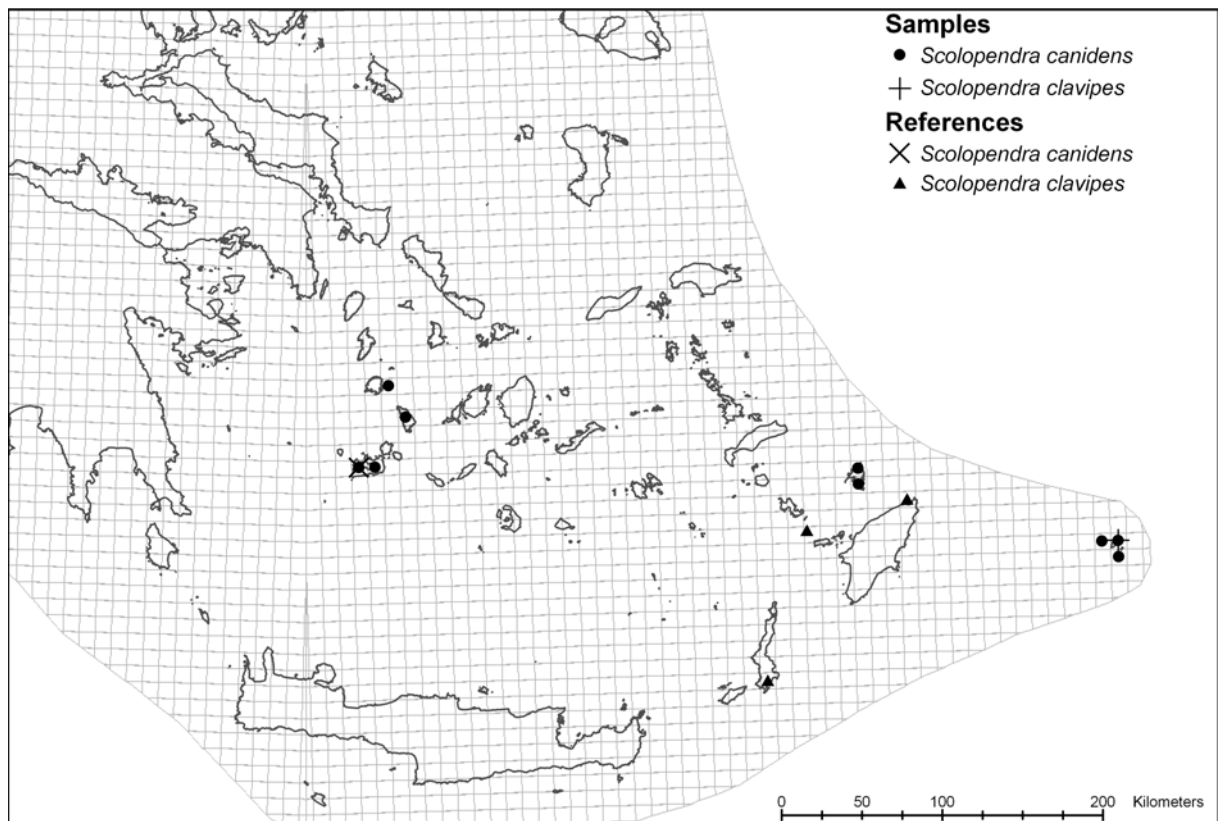 Samples
Scolopendra canidens
Scolopendra clavipes
References
Scolopendra canidens
Scolopendra clavipes
0 50 100 200 Kilometers